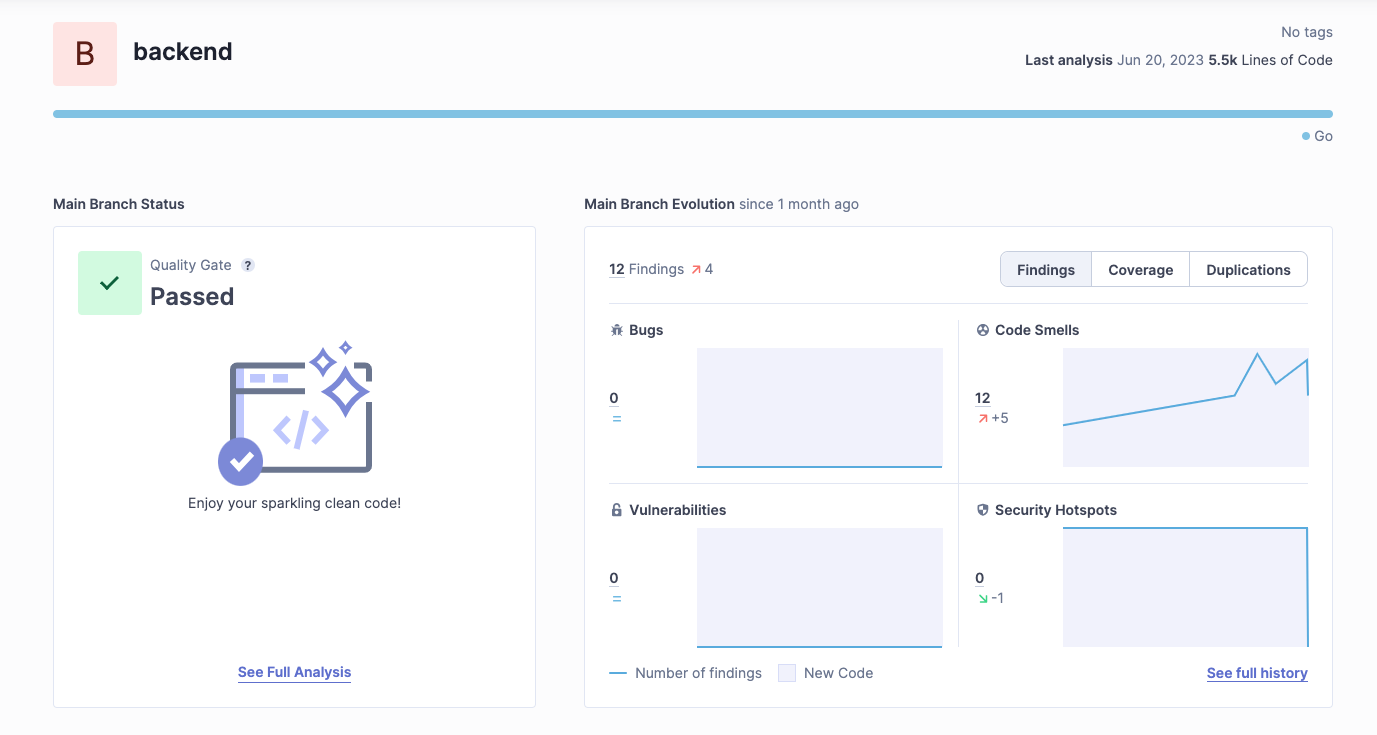 B backend
No tags
Last analysis Jun 20, 2023 5.5k Lines of Code
Go
Main Branch Status
Quality Gate ?
Passed
</>
Enjoy your sparkling clean code!
See Full Analysis
Main Branch Evolution since 1 month ago
12 Findings 4
Findings Coverage Duplications
Bugs
0
=
Code Smells
12
+5
Vulnerabilities
0
=
Security Hotspots
0
-1
Number of findings New Code
See full history